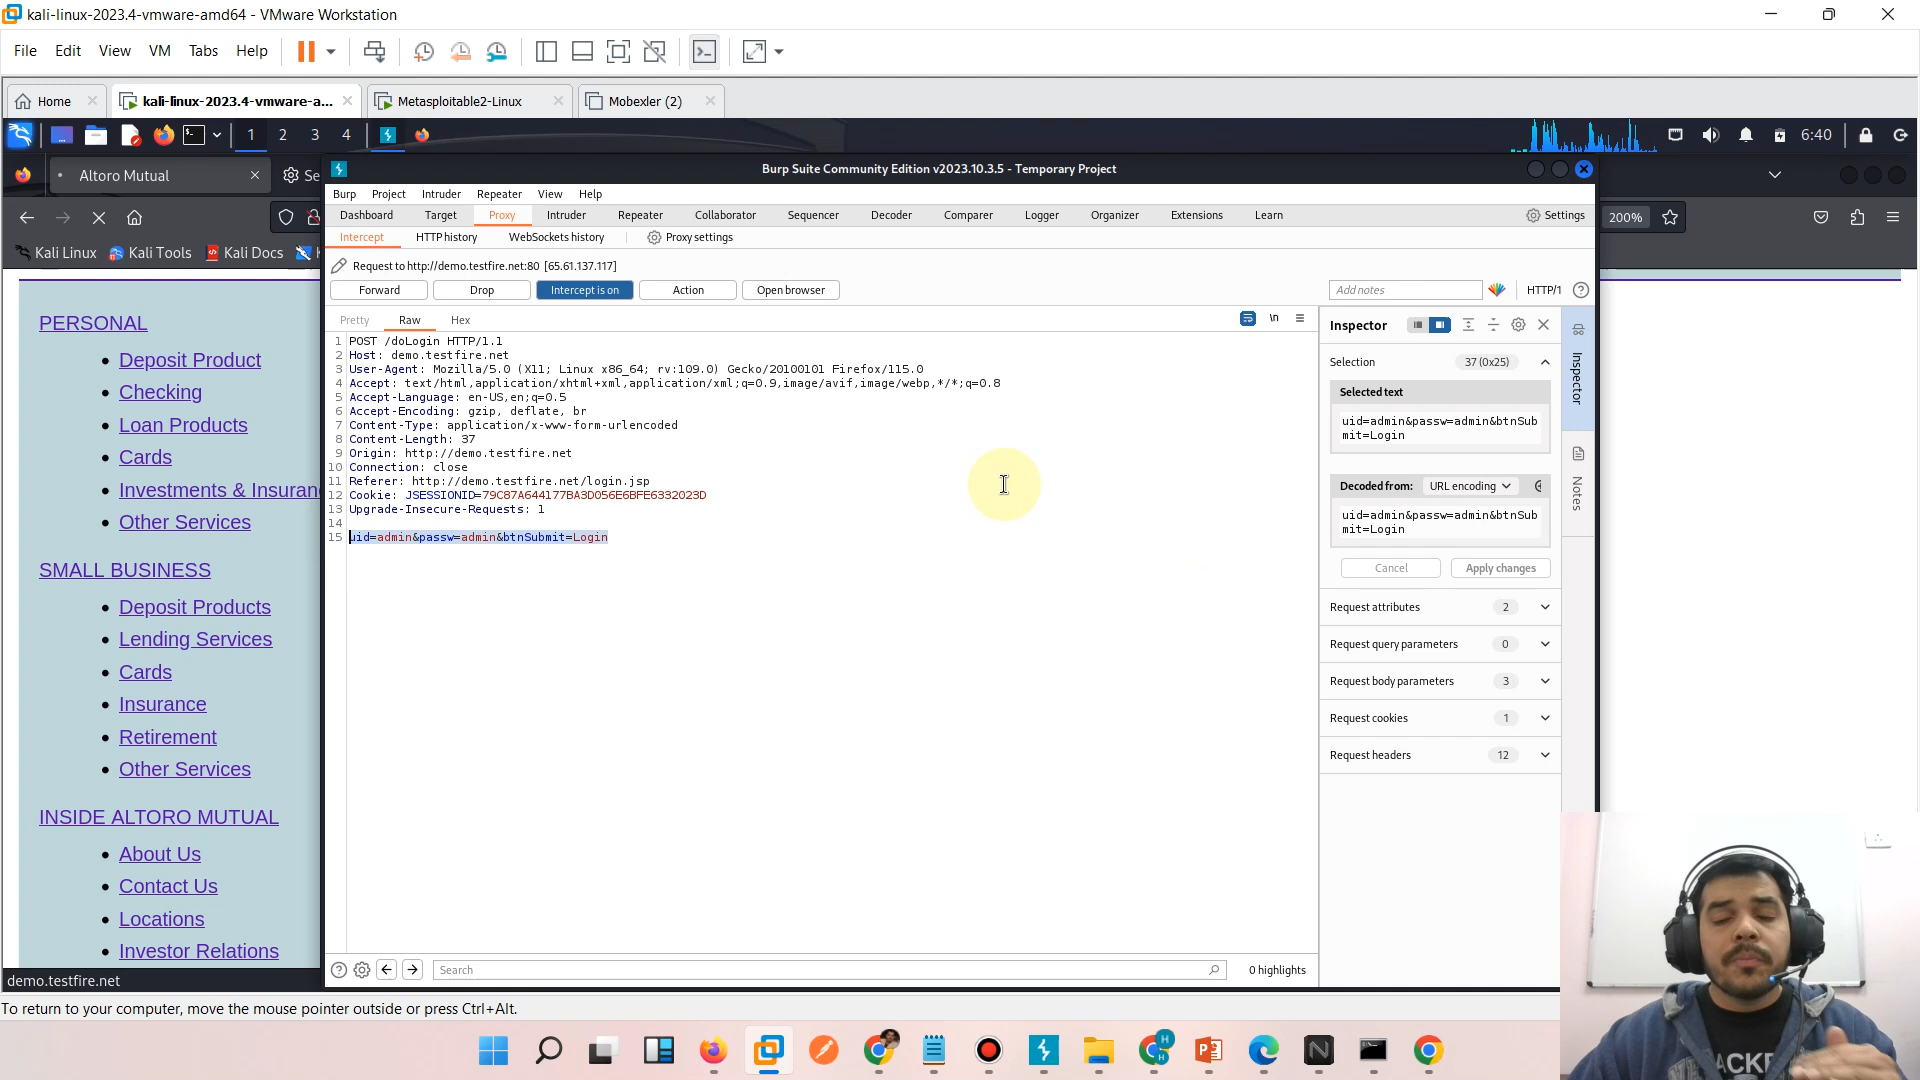 kali-linux-2023.4-vmware-amd64 - VMware Workstation
File Edit View VM Tabs Help
Home kali-linux-2023.4-vmware-a... Metasploitable2-Linux Mobexler (2)
1 2 3 4 6:40
Altoro Mutual Se
Burp Suite Community Edition v2023.10.3.5 - Temporary Project
Burp Project Intruder Repeater View Help
Dashboard Target Proxy Intruder Repeater Collaborator Sequencer Decoder Comparer Logger Organizer Extensions Learn Settings
200%
Intercept HTTP history WebSockets history Proxy settings
Kali Linux Kali Tools Kali Docs
Request to http://demo.testfire.net:80 [65.61.137.117]
Forward Drop Intercept is on Action Open browser Add notes HTTP/1
Pretty Raw Hex \n
1 POST /doLogin HTTP/1.1
2 Host: demo.testfire.net
3 User-Agent: Mozilla/5.0 (X11; Linux x86_64; rv:109.0) Gecko/20100101 Firefox/115.0
4 Accept: text/html,application/xhtml+xml,application/xml;q=0.9,image/avif,image/webp,*/*;q=0.8
5 Accept-Language: en-US,en;q=0.5
6 Accept-Encoding: gzip, deflate, br
7 Content-Type: application/x-www-form-urlencoded
8 Content-Length: 37
9 Origin: http://demo.testfire.net
10 Connection: close
11 Referer: http://demo.testfire.net/login.jsp
12 Cookie: JSESSIONID=79C87A644177BA3D056E6BFE6332023D
13 Upgrade-Insecure-Requests: 1
14
15 uid=admin&passw=admin&btnSubmit=Login
Search 0 highlights
Inspector
Selection 37 (0x25)
Selected text
uid=admin&passw=admin&btnSub
mit=Login
Decoded from: URL encoding
uid=admin&passw=admin&btnSub
mit=Login
Cancel Apply changes
Request attributes 2
Request query parameters 0
Request body parameters 3
Request cookies 1
Request headers 12
Inspector
Notes
PERSONAL
Deposit Product
Checking
Loan Products
Cards
Investments & Insuran
Other Services
SMALL BUSINESS
Deposit Products
Lending Services
Cards
Insurance
Retirement
Other Services
INSIDE ALTORO MUTUAL
About Us
Contact Us
Locations
Investor Relations
demo.testfire.net
To return to your computer, move the mouse pointer outside or press Ctrl+Alt.